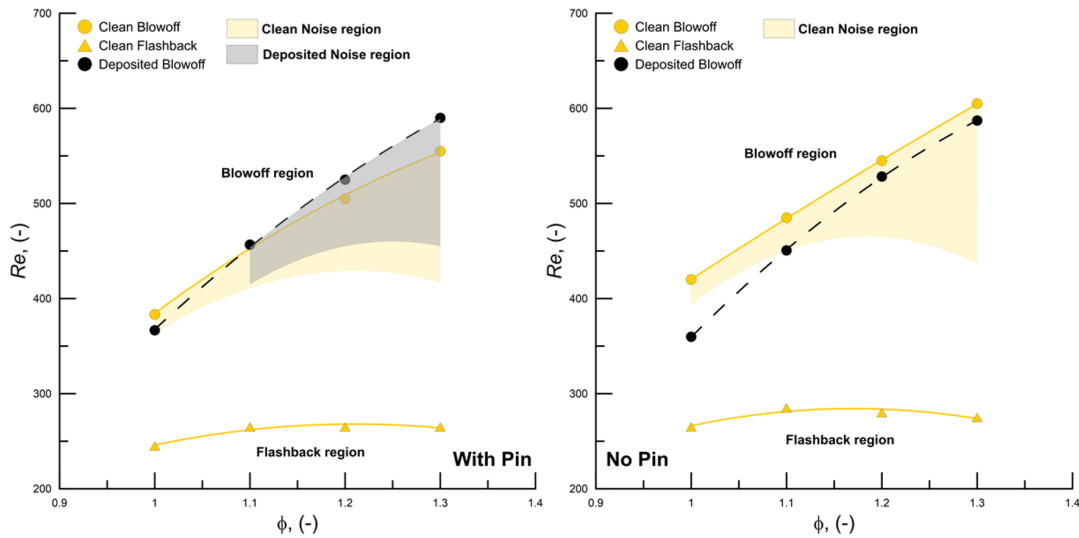 Clean Blowoff
Clean Flashback
Deposited Blowoff
Clean Noise region
Deposited Noise region
700
600
500
400
300
200
Re, (-)
Blowoff region
Flashback region
With Pin
0.9
1
1.1
1.2
1.3
1.4
ϕ, (-)
Clean Blowoff
Clean Flashback
Deposited Blowoff
Clean Noise region
700
600
500
400
300
200
Re, (-)
Blowoff region
Flashback region
No Pin
0.9
1
1.1
1.2
1.3
1.4
ϕ, (-)